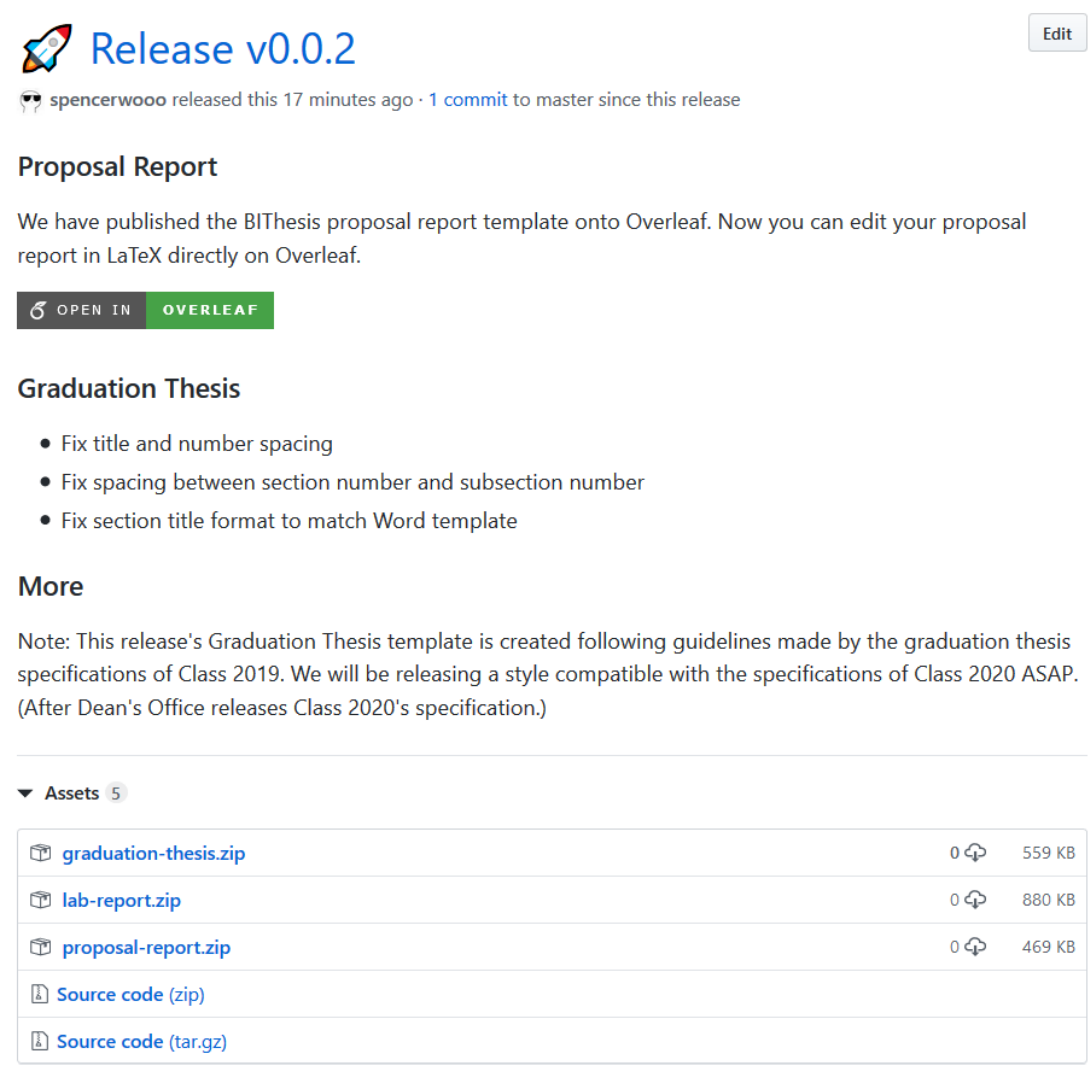 Release v0.0.2
Edit
spencerwooo released this 17 minutes ago · 1 commit to master since this release
Proposal Report
We have published the BIThesis proposal report template onto Overleaf. Now you can edit your proposal
report in LaTeX directly on Overleaf.
OPEN IN OVERLEAF
Graduation Thesis
• Fix title and number spacing
• Fix spacing between section number and subsection number
• Fix section title format to match Word template
More
Note: This release's Graduation Thesis template is created following guidelines made by the graduation thesis
specifications of Class 2019. We will be releasing a style compatible with the specifications of Class 2020 ASAP.
(After Dean's Office releases Class 2020's specification.)
Assets 5
graduation-thesis.zip 0 559 KB
lab-report.zip 0 880 KB
proposal-report.zip 0 469 KB
Source code (zip)
Source code (tar.gz)